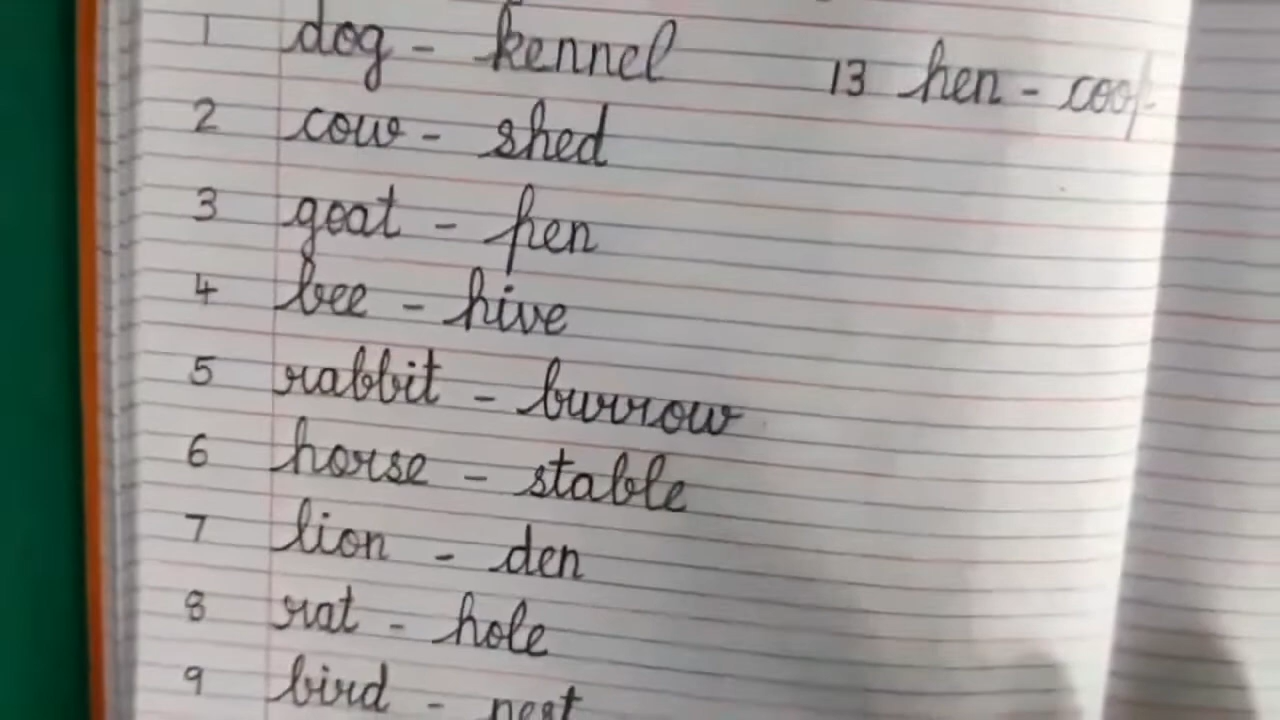 1 dog - kennel
13 hen - coop
2 cow - shed
3 goat - pen
4 bee - hive
5 rabbit - burrow
6 horse - stable
7 lion - den
8 rat - hole
9 bird - nest